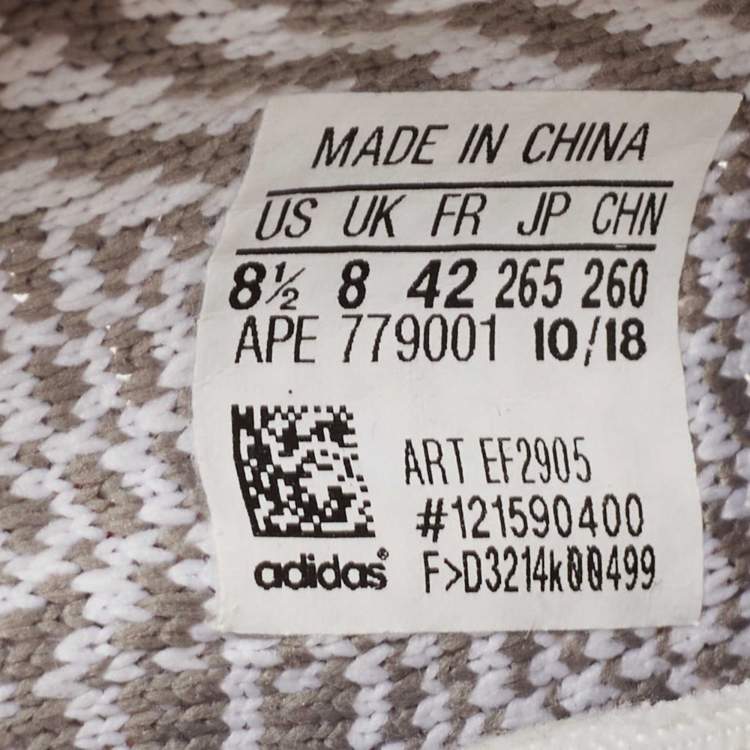 MADE IN CHINA
US UK FR JP CHN
8½ 8 42 265 260
APE 779001 10/18
ART EF2905
#121590400
adidas®
F>D3214k00499